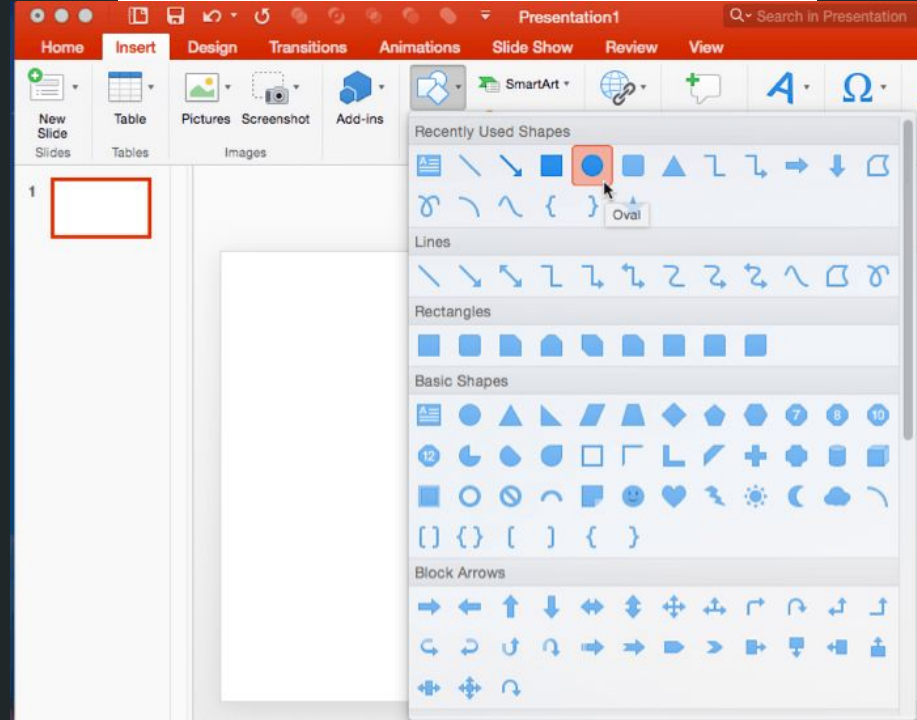 Presentation1
Search in Presentation
Home Insert Design Transitions Animations Slide Show Review View
SmartArt
New Slide
Table
Pictures
Screenshot
Add-ins
Slides
Tables
Images
Recently Used Shapes
1
Oval
Lines
Rectangles
Basic Shapes
7 8 10
12
Block Arrows